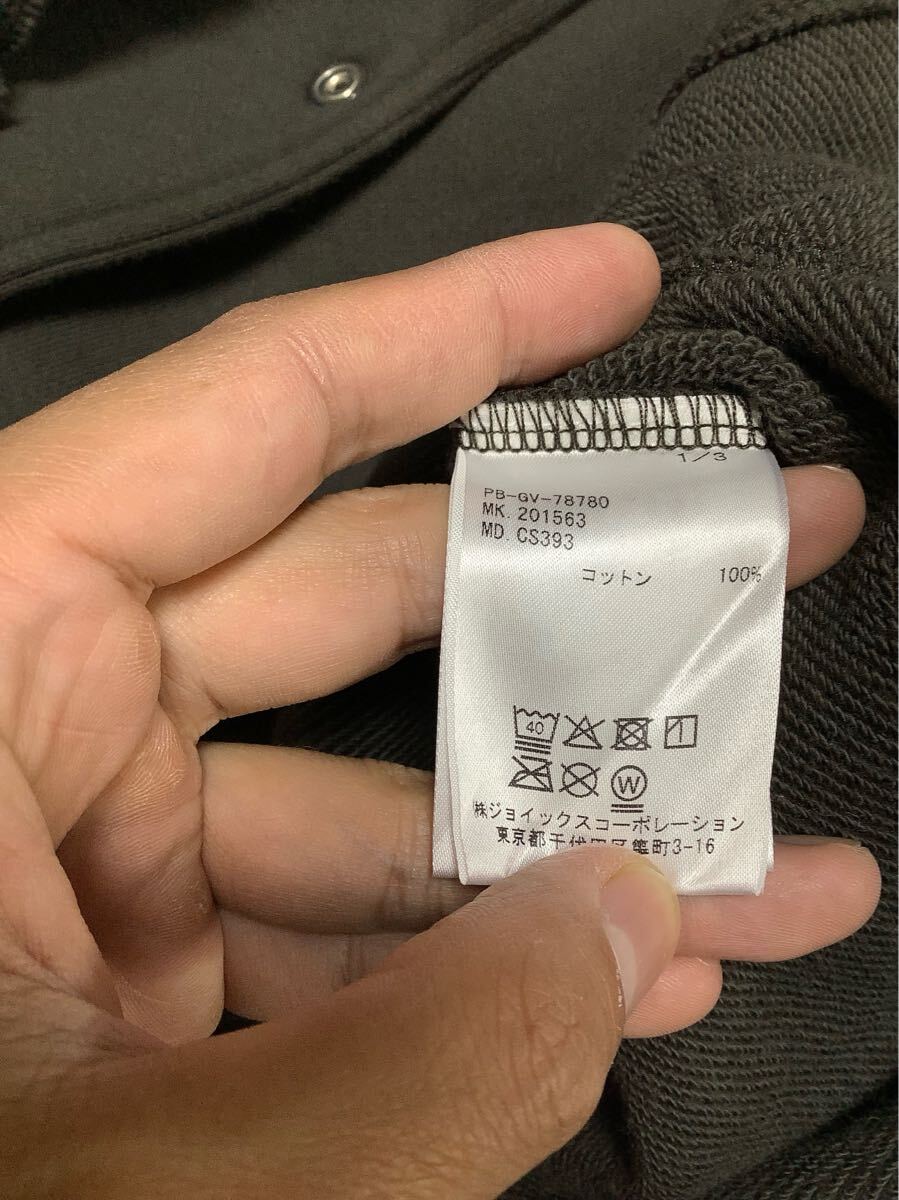 1/3
PB-GV-78780
MK. 201563
MD. CS393
コットン 100%
40
W
㈱ジョイックスコーポレーション
東京都千代田区麹町3-16